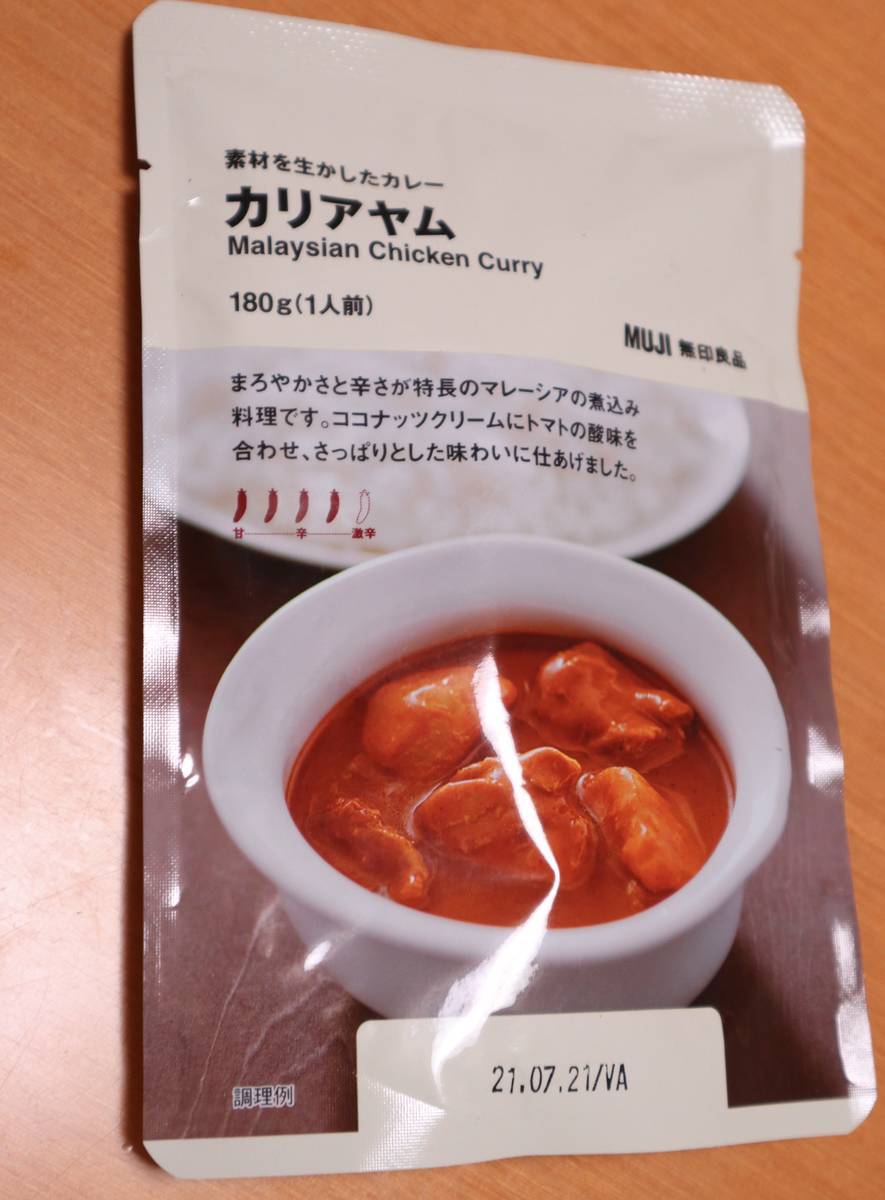 素材を生かしたカレー
カリアヤム
Malaysian Chicken Curry
180g(1人前)
MUJI 無印良品
まろやかさと辛さが特長のマレーシアの煮込み
料理です。ココナッツクリームにトマトの酸味を
合わせ、さっぱりとした味わいに仕あげました。
甘 辛 激辛
21.07.21/VA
調理例